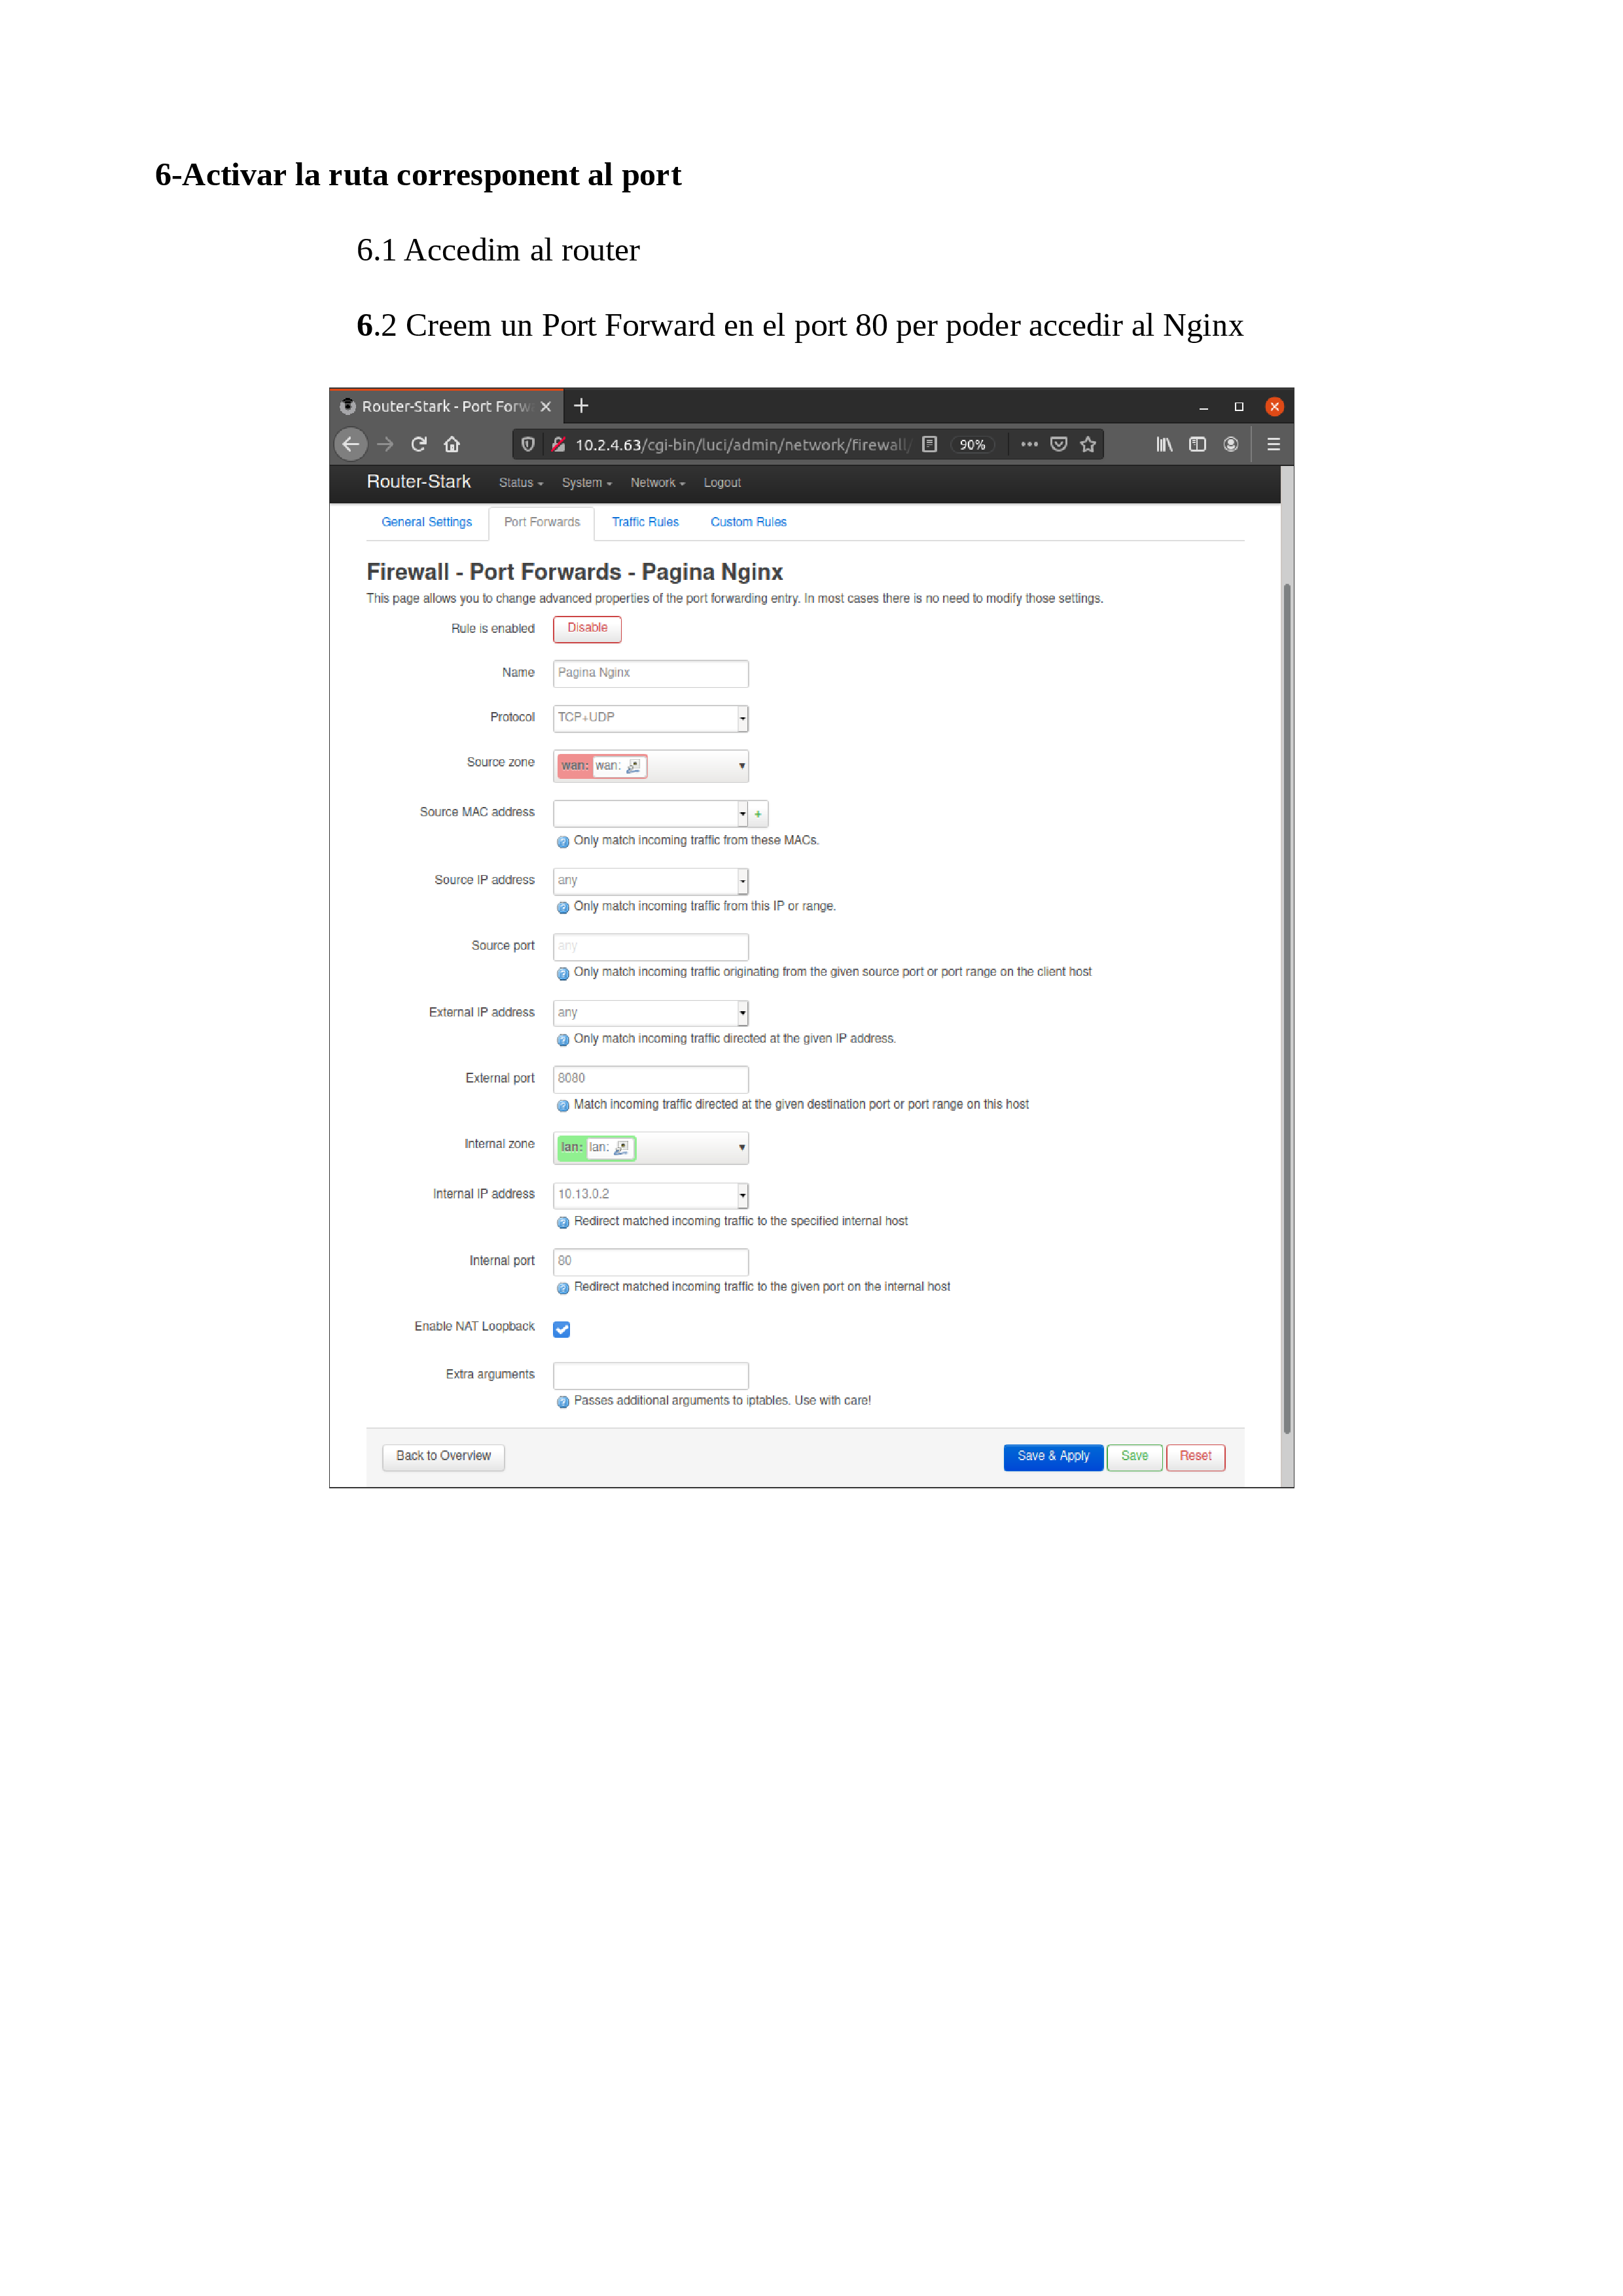 6-Activar la ruta corresponent al port
6.1 Accedim al router
6.2 Creem un Port Forward en el port 80 per poder accedir al Nginx
Router-Stark - Port Forw
10.2.4.63/cgi-bin/luci/admin/network/firewall/ 90%
Router-Stark Status System Network Logout
General Settings Port Forwards Traffic Rules Custom Rules
Firewall - Port Forwards - Pagina Nginx
This page allows you to change advanced properties of the port forwarding entry. In most cases there is no need to modify those settings.
Rule is enabled Disable
Name Pagina Nginx
Protocol TCP+UDP
Source zone wan: wan:
Source MAC address +
Only match incoming traffic from these MACs.
Source IP address any
Only match incoming traffic from this IP or range.
Source port any
Only match incoming traffic originating from the given source port or port range on the client host
External IP address any
Only match incoming traffic directed at the given IP address.
External port 8080
Match incoming traffic directed at the given destination port or port range on this host
Internal zone lan: lan:
Internal IP address 10.13.0.2
Redirect matched incoming traffic to the specified internal host
Internal port 80
Redirect matched incoming traffic to the given port on the internal host
Enable NAT Loopback
Extra arguments
Passes additional arguments to iptables. Use with care!
Back to Overview Save & Apply Save Reset